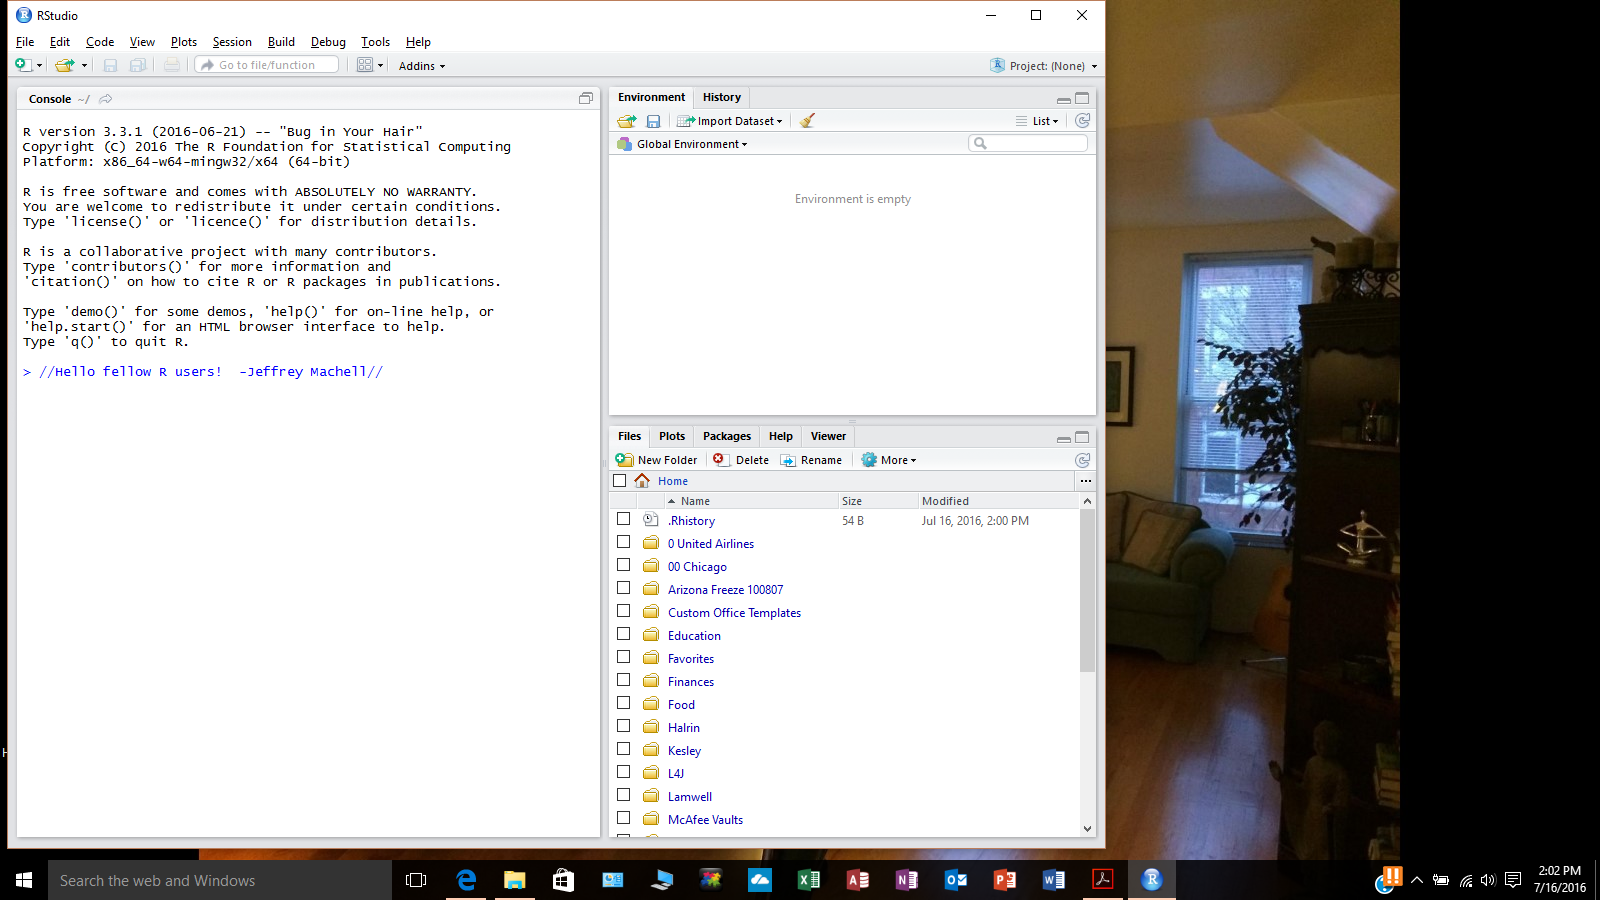 RStudio
File Edit Code View Plots Session Build Debug Tools Help
Go to file/function Addins Project: (None)
Console ~/
R version 3.3.1 (2016-06-21) -- "Bug in Your Hair"
Copyright (C) 2016 The R Foundation for Statistical Computing
Platform: x86_64-w64-mingw32/x64 (64-bit)
R is free software and comes with ABSOLUTELY NO WARRANTY.
You are welcome to redistribute it under certain conditions.
Type 'license()' or 'licence()' for distribution details.
R is a collaborative project with many contributors.
Type 'contributors()' for more information and
'citation()' on how to cite R or R packages in publications.
Type 'demo()' for some demos, 'help()' for on-line help, or
'help.start()' for an HTML browser interface to help.
Type 'q()' to quit R.
> //Hello fellow R users!  -Jeffrey Machell//
Environment History
Import Dataset List
Global Environment
Environment is empty
Files Plots Packages Help Viewer
New Folder Delete Rename More
Home ...
Name Size Modified
.Rhistory 54 B Jul 16, 2016, 2:00 PM
0 United Airlines
00 Chicago
Arizona Freeze 100807
Custom Office Templates
Education
Favorites
Finances
Food
Halrin
Kesley
L4J
Lamwell
McAfee Vaults
H
Search the web and Windows
2:02 PM
7/16/2016